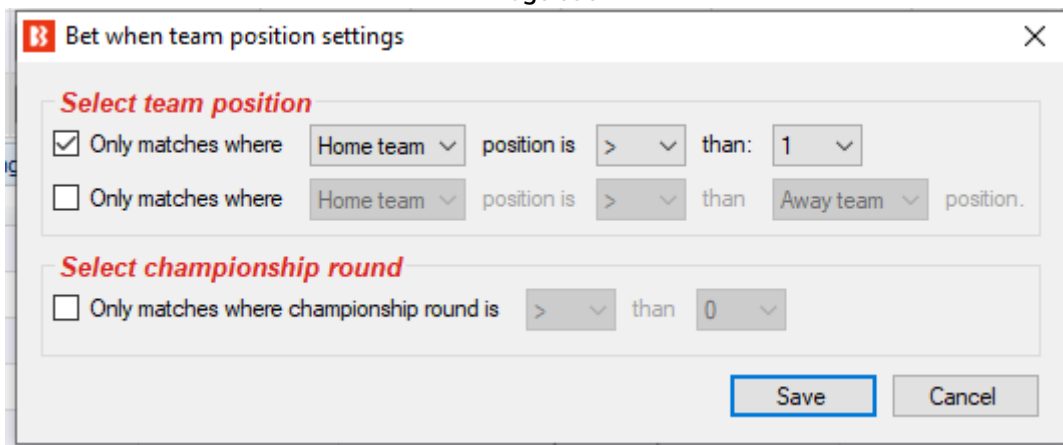 Bet when team position settings
Select team position
Only matches where Home team position is > than: 1
Only matches where Home team position is > than Away team position.
Select championship round
Only matches where championship round is > than 0
Save Cancel